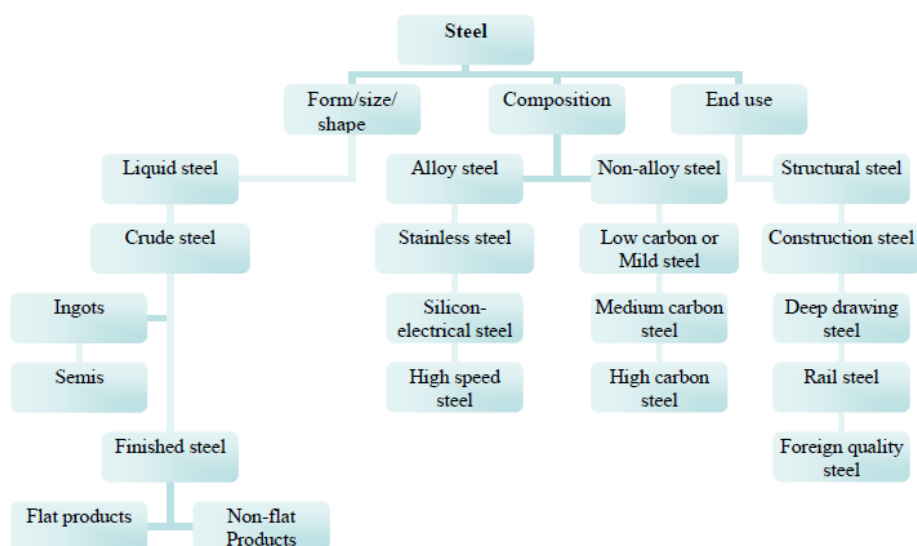 Steel
Form/size/
shape
Composition
End use
Liquid steel
Alloy steel
Non-alloy steel
Structural steel
Crude steel
Stainless steel
Low carbon or
Mild steel
Construction steel
Ingots
Silicon-
electrical steel
Medium carbon
steel
Deep drawing
steel
Semis
High speed
steel
High carbon
steel
Rail steel
Finished steel
Foreign quality
steel
Flat products
Non-flat
Products